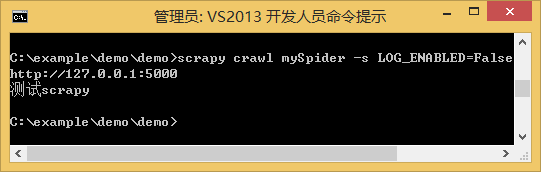 管理员: VS2013 开发人员命令提示
C:\example\demo\demo>scrapy crawl mySpider -s LOG_ENABLED=False
http://127.0.0.1:5000
测试scrapy
C:\example\demo\demo>